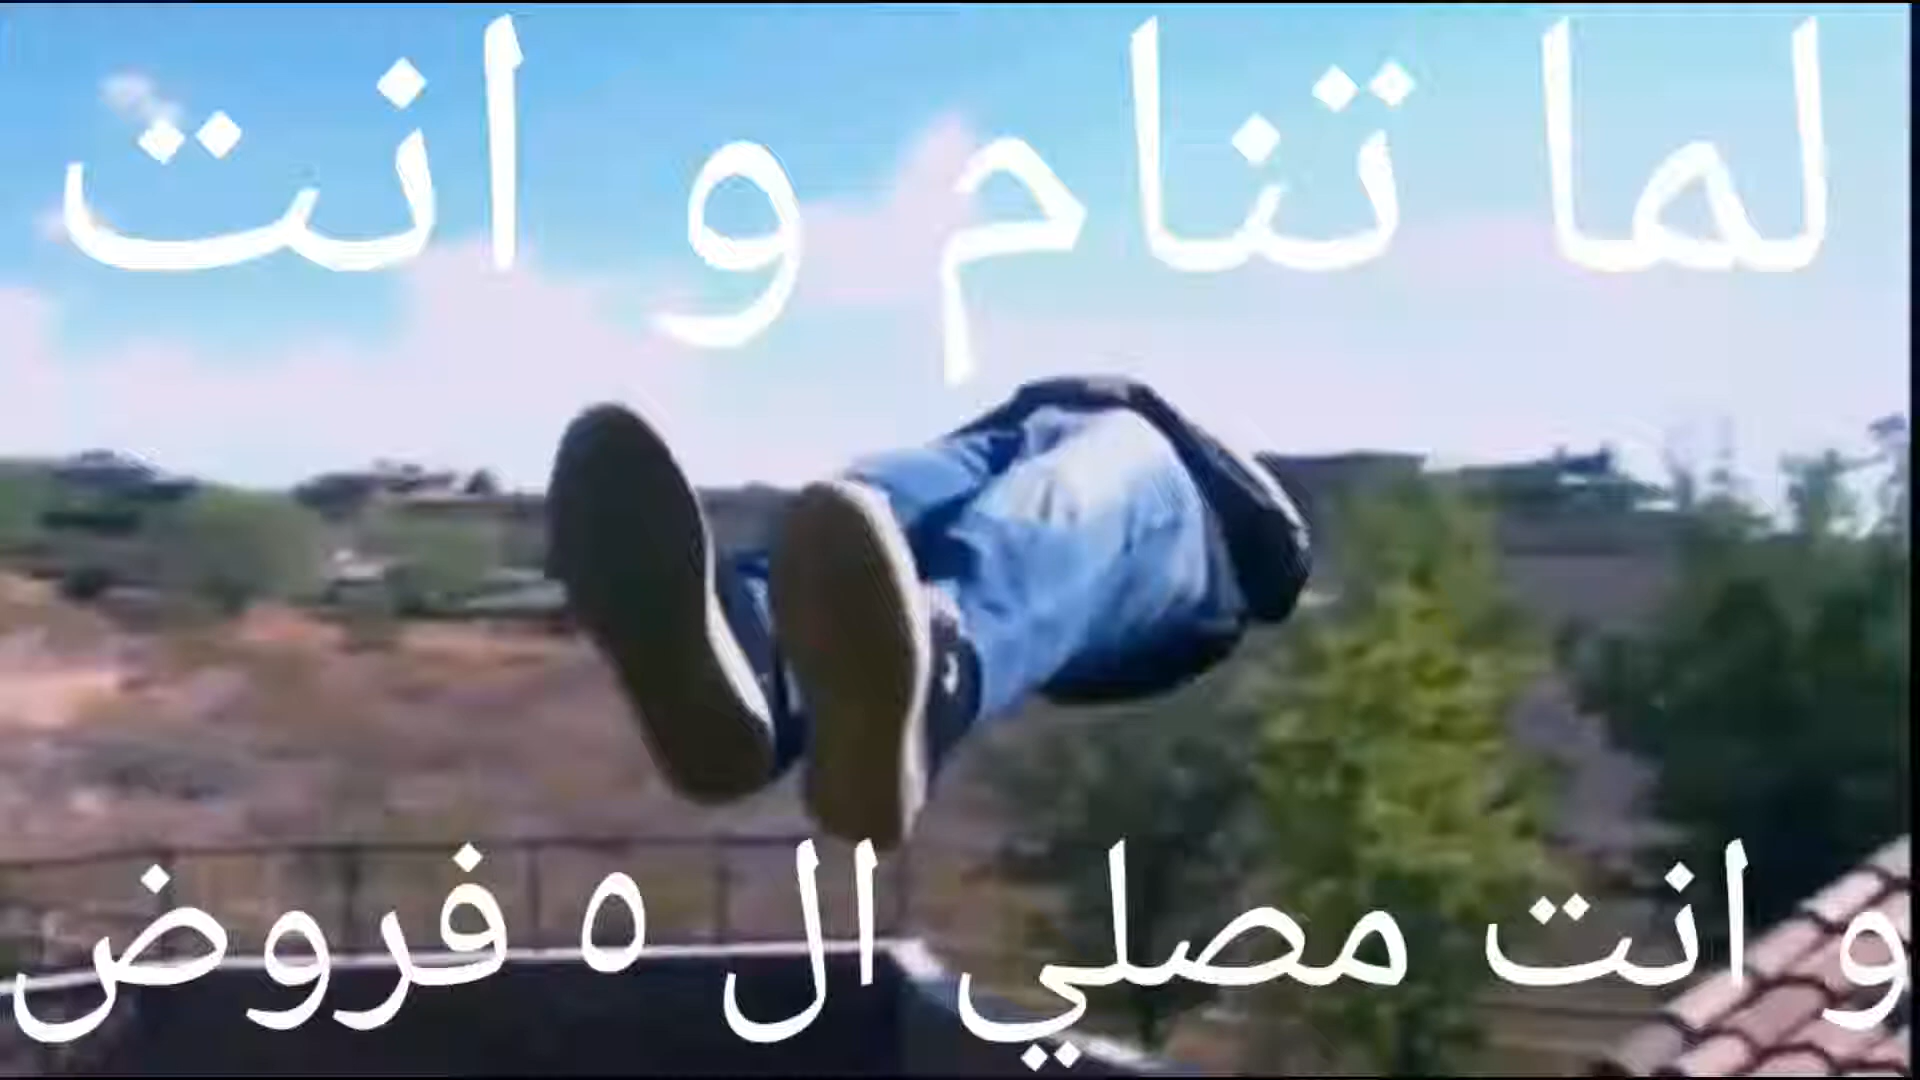 لما تنام و انت
و انت مصلي ال ٥ فروض